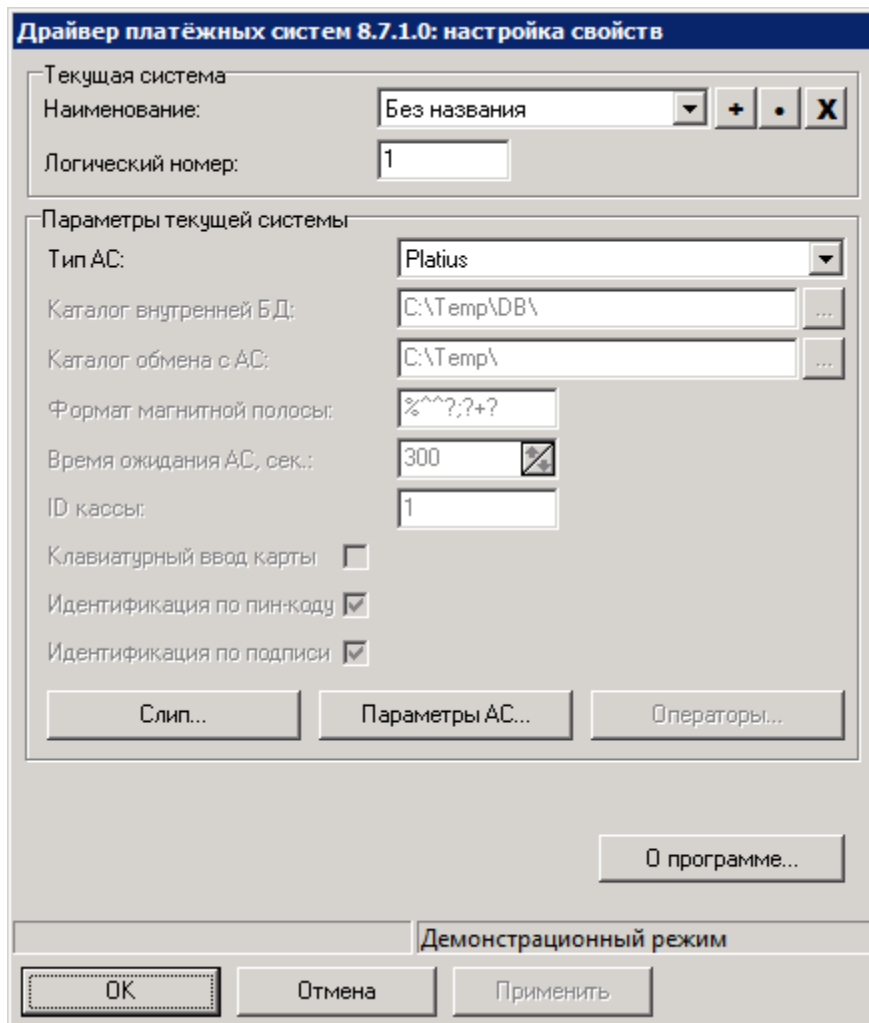 Драйвер платёжных систем 8.7.1.0: настройка свойств
Текущая система
Наименование: Без названия + • X
Логический номер: 1
Параметры текущей системы
Тип АС: Platius
Каталог внутренней БД: C:\Temp\DB\ ...
Каталог обмена с АС: C:\Temp\ ...
Формат магнитной полосы: %^^?;?+?
Время ожидания АС, сек.: 300
ID кассы: 1
Клавиатурный ввод карты
Идентификация по пин-коду
Идентификация по подписи
Слип... Параметры АС... Операторы...
О программе...
Демонстрационный режим
OK Отмена Применить